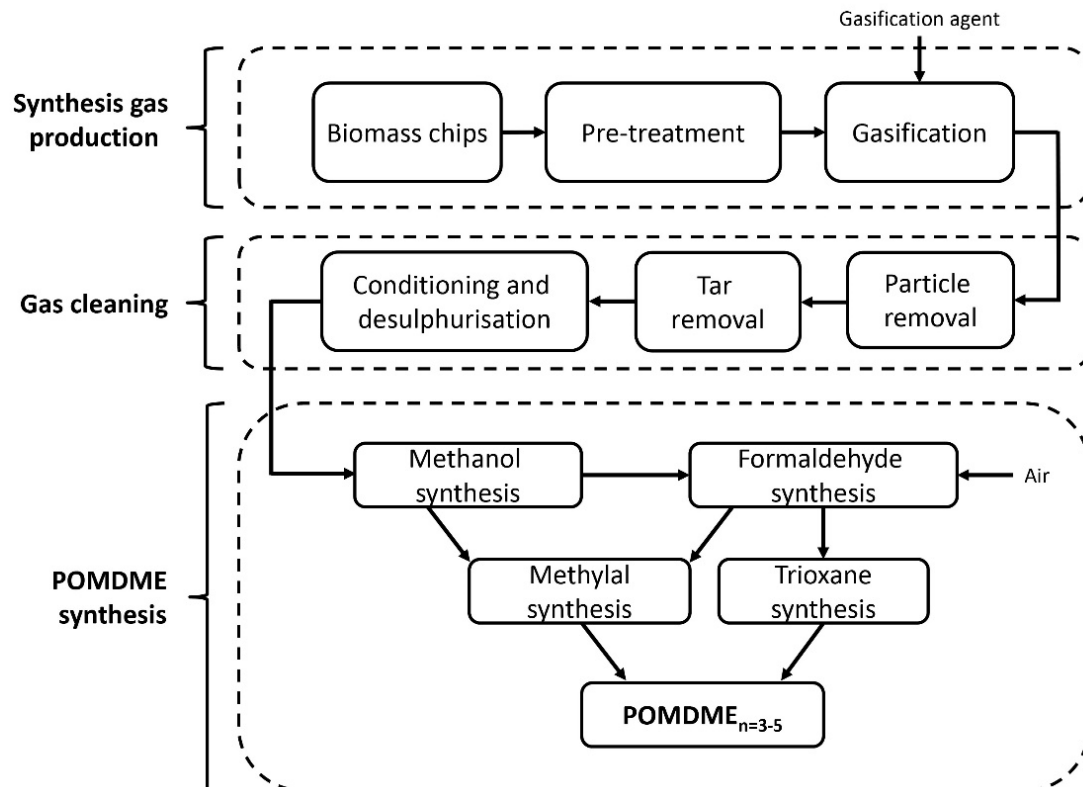 Gasification agent
Synthesis gas
production
Biomass chips
Pre-treatment
Gasification
Gas cleaning
Conditioning and
desulphurisation
Tar
removal
Particle
removal
Methanol
synthesis
Formaldehyde
synthesis
Air
POMDME
synthesis
Methylal
synthesis
Trioxane
synthesis
POMDMEn=3-5